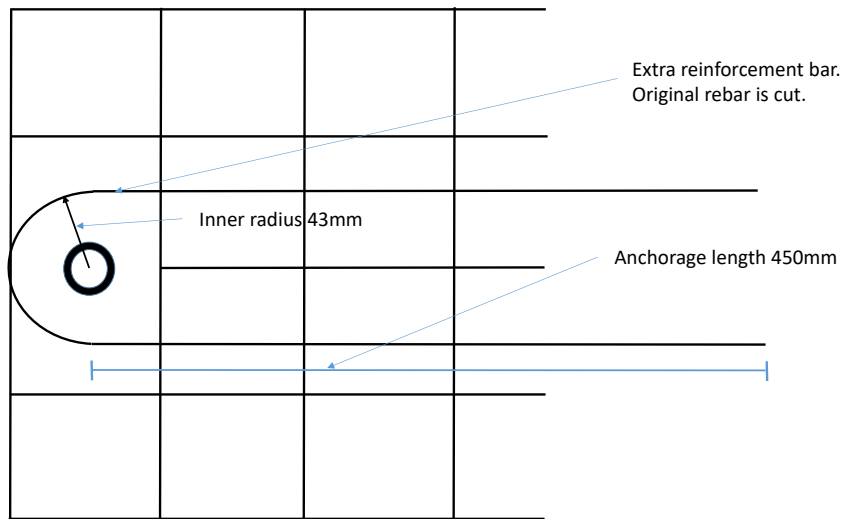 Extra reinforcement bar.
Original rebar is cut.
Inner radius 43mm
Anchorage length 450mm